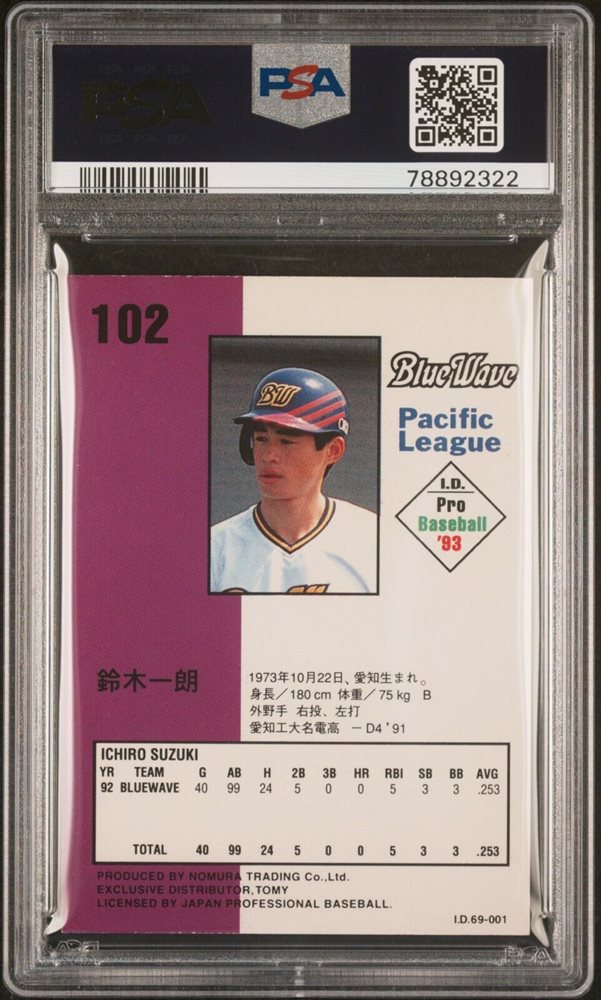 PSA
PSA
78892322
102
BW
BlueWave
Pacific
League
I.D.
Pro
Baseball
'93
鈴木一朗
1973年10月22日、愛知生まれ。
身長／180cm 体重／75kg B
外野手 右投、左打
愛知工大名電高 －D4 '91
ICHIRO SUZUKI
YR TEAM G AB H 2B 3B HR RBI SB BB AVG
92 BLUEWAVE 40 99 24 5 0 0 5 3 3 .253
TOTAL 40 99 24 5 0 0 5 3 3 .253
PRODUCED BY NOMURA TRADING Co.,Ltd.
EXCLUSIVE DISTRIBUTOR,TOMY
LICENSED BY JAPAN PROFESSIONAL BASEBALL.
I.D.69-001
PSA